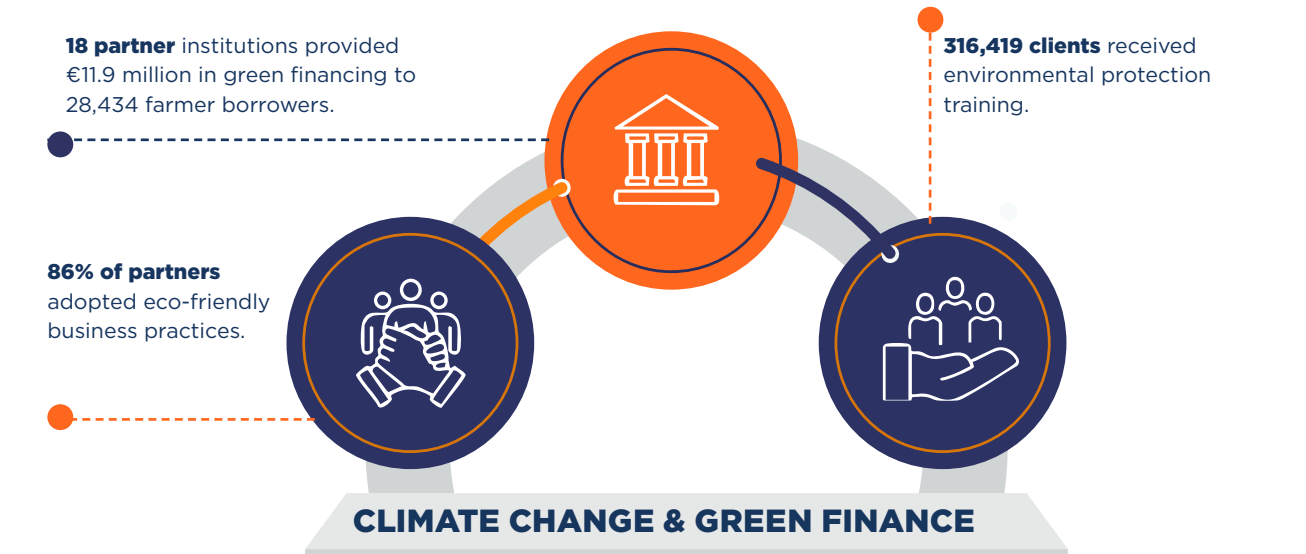 18 partner institutions provided
€11.9 million in green financing to
28,434 farmer borrowers.
316,419 clients received
environmental protection
training.
86% of partners
adopted eco-friendly
business practices.
CLIMATE CHANGE & GREEN FINANCE